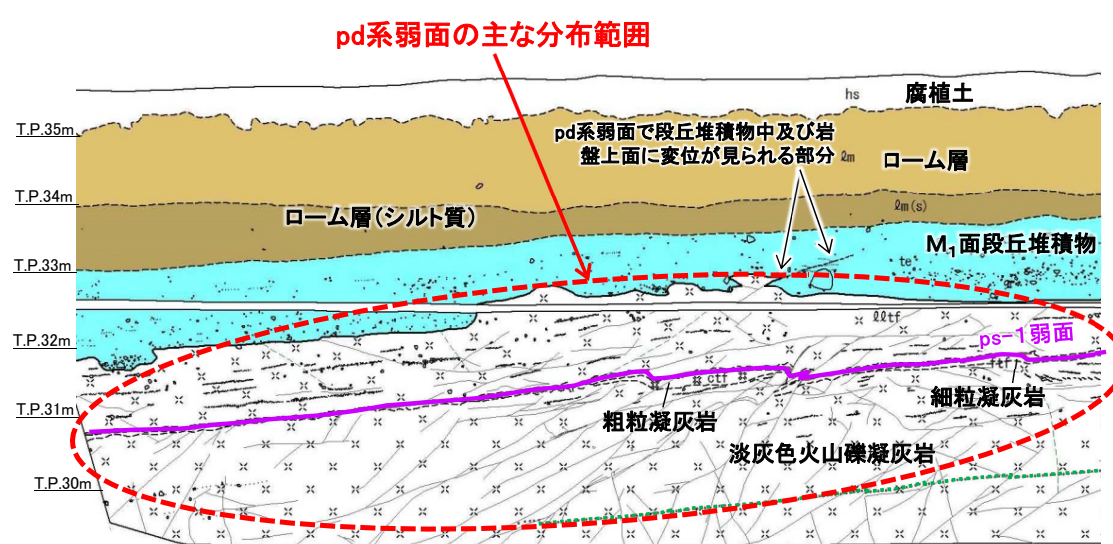 pd系弱面の主な分布範囲
hs
腐植土
T.P.35m
pd系弱面で段丘堆積物中及び岩
盤上面に変位が見られる部分
ℓm
ローム層
T.P.34m
ℓm(s)
ローム層(シルト質)
M₁面段丘堆積物
te
T.P.33m
ℓℓtf
ps-1弱面
T.P.32m
ftf
ctf
細粒凝灰岩
T.P.31m
粗粒凝灰岩
淡灰色火山礫凝灰岩
T.P.30m